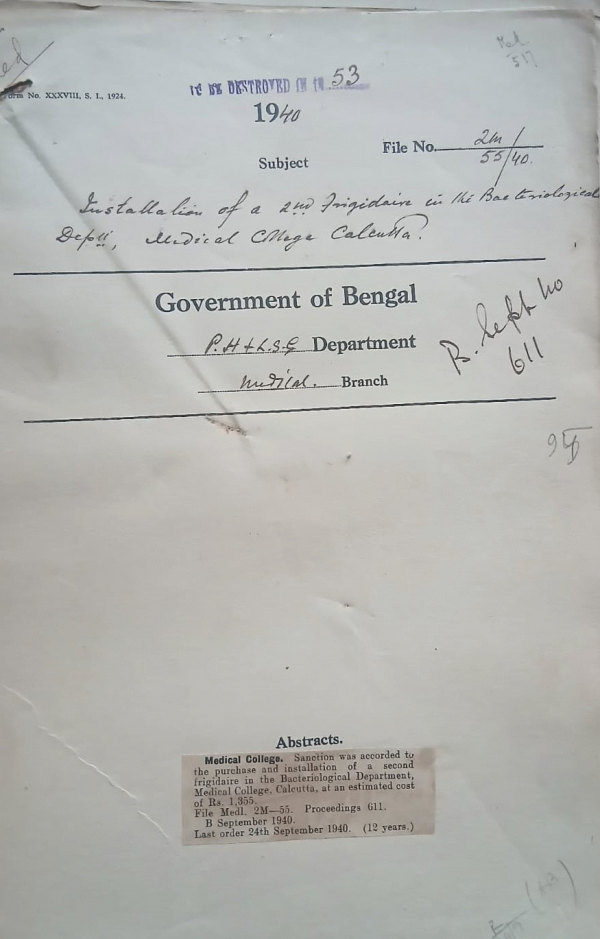 Form No. XXXVIII, S. I., 1924.
TO BE DESTROYED IN 1953
1940
File No. 2M/55/40.
Subject
Installation of a 2nd Frigidaire in the Bacteriological
Deptt, Medical College Calcutta.
Government of Bengal
P.H & L.S.G Department
Medical. Branch
B. Sept 40
611
Abstracts.
Medical College. Sanction was accorded to
the purchase and installation of a second
frigidaire in the Bacteriological Department,
Medical College, Calcutta, at an estimated cost
of Rs. 1,355.
File Medl. 2M—55. Proceedings 611.
B September 1940.
Last order 24th September 1940. (12 years.)